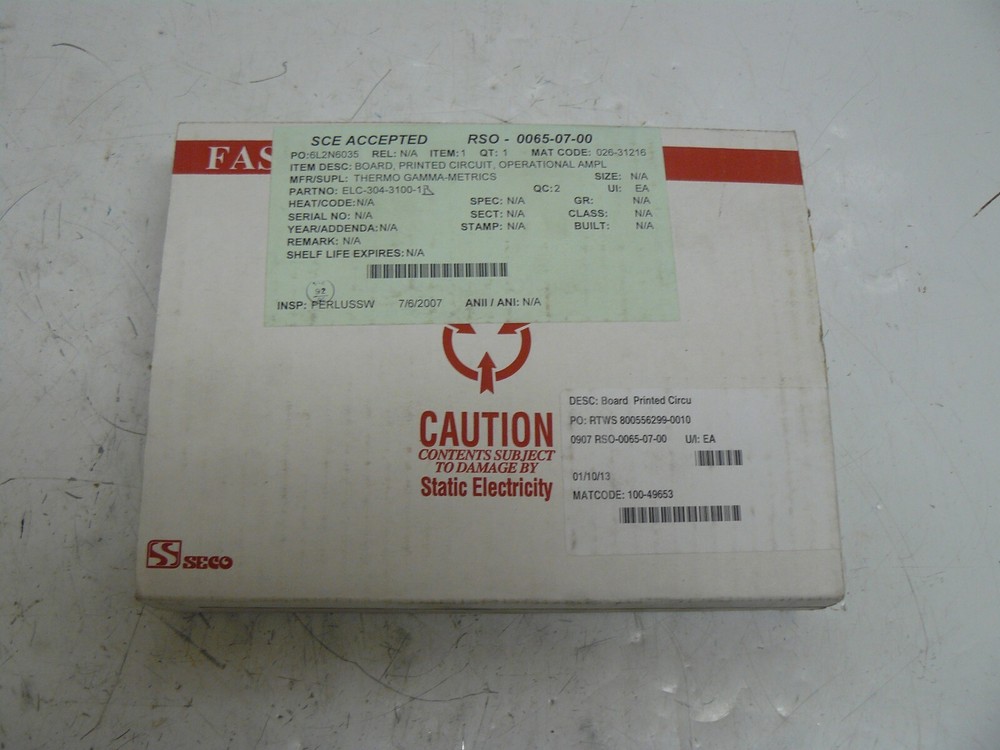 FAS
SCE ACCEPTED RSO - 0065-07-00
PO:6L2N6035 REL: N/A ITEM:1 QT: 1 MAT CODE: 026-31216
ITEM DESC: BOARD, PRINTED CIRCUIT, OPERATIONAL AMPL
MFR/SUPL: THERMO GAMMA-METRICS SIZE: N/A
PARTNO: ELC-304-3100-1 QC:2 UI: EA
HEAT/CODE:N/A SPEC: N/A GR: N/A
SERIAL NO: N/A SECT: N/A CLASS: N/A
YEAR/ADDENDA:N/A STAMP: N/A BUILT: N/A
REMARK: N/A
SHELF LIFE EXPIRES:N/A
92
INSP: PERLUSSW 7/6/2007 ANII / ANI: N/A
CAUTION
CONTENTS SUBJECT
TO DAMAGE BY
Static Electricity
DESC: Board Printed Circu
PO: RTWS 800556299-0010
0907 RSO-0065-07-00 U/I: EA
01/10/13
MATCODE: 100-49653
SECO